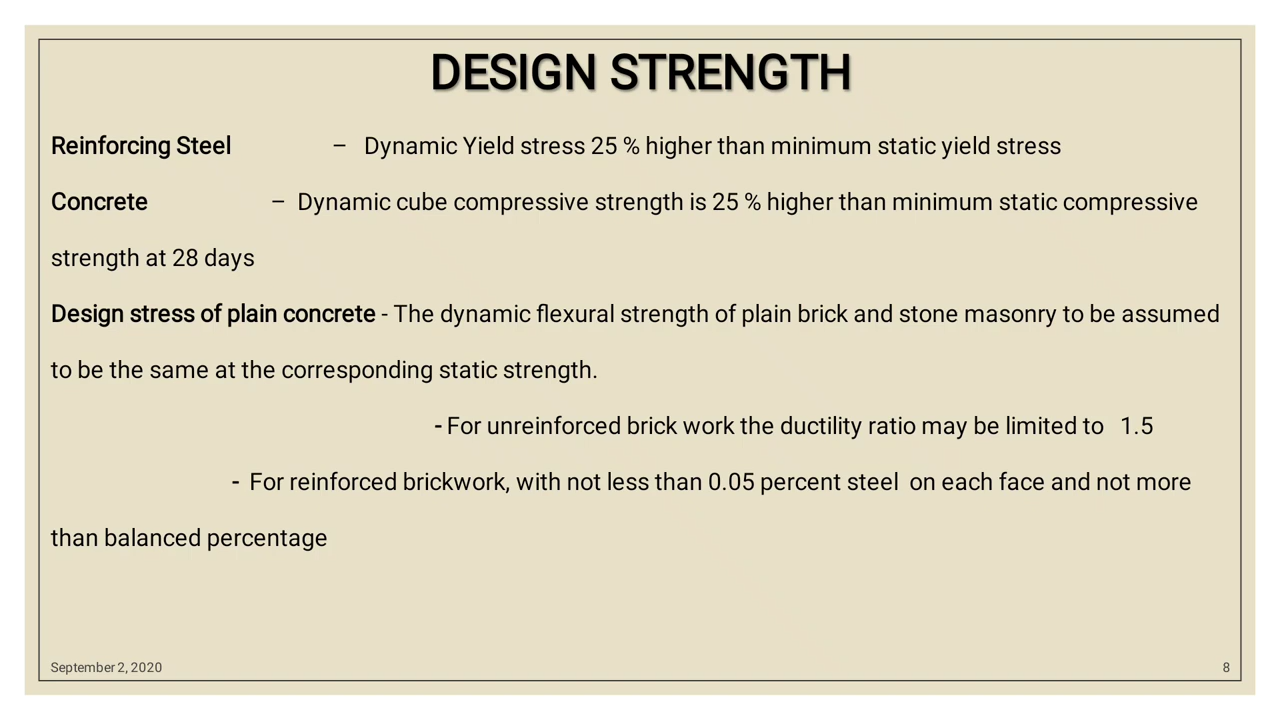 DESIGN STRENGTH
Reinforcing Steel – Dynamic Yield stress 25 % higher than minimum static yield stress
Concrete – Dynamic cube compressive strength is 25 % higher than minimum static compressive
strength at 28 days
Design stress of plain concrete - The dynamic flexural strength of plain brick and stone masonry to be assumed
to be the same at the corresponding static strength.
- For unreinforced brick work the ductility ratio may be limited to 1.5
- For reinforced brickwork, with not less than 0.05 percent steel on each face and not more
than balanced percentage
September 2, 2020 8